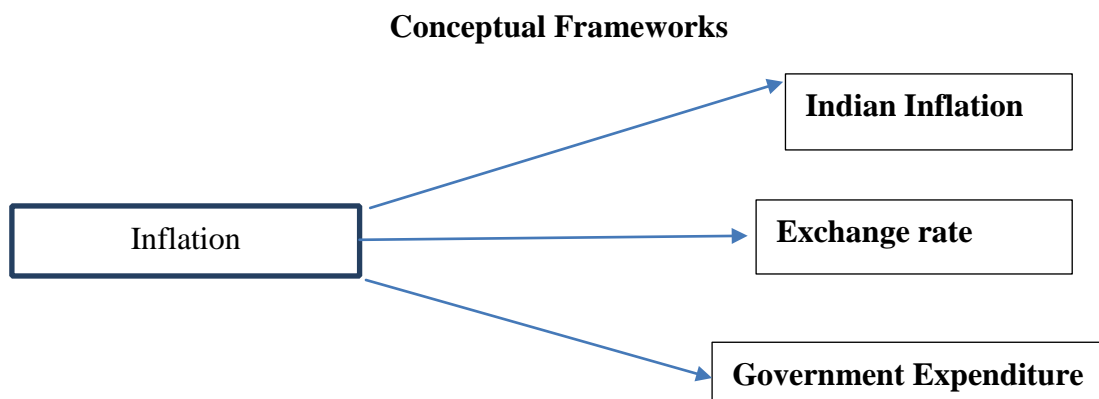 Conceptual Frameworks
Indian Inflation
Inflation
Exchange rate
Government Expenditure